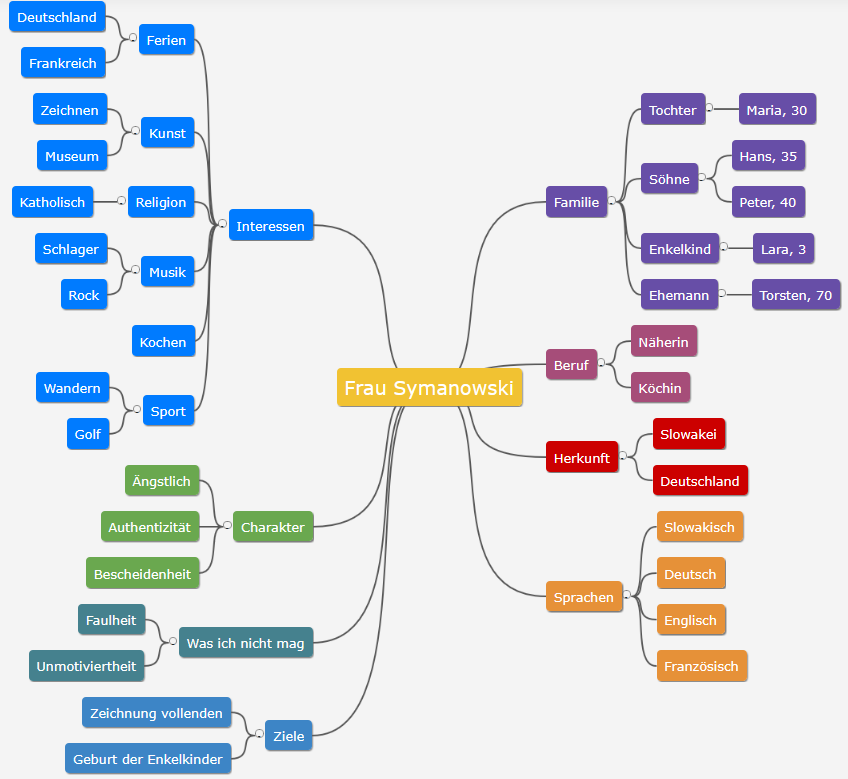 Frau Symanowski
Interessen
Ferien
Deutschland
Frankreich
Kunst
Zeichnen
Museum
Religion
Katholisch
Musik
Schlager
Rock
Kochen
Sport
Wandern
Golf
Charakter
Ängstlich
Authentizität
Bescheidenheit
Was ich nicht mag
Faulheit
Unmotiviertheit
Ziele
Zeichnung vollenden
Geburt der Enkelkinder
Familie
Tochter
Maria, 30
Söhne
Hans, 35
Peter, 40
Enkelkind
Lara, 3
Ehemann
Torsten, 70
Beruf
Näherin
Köchin
Herkunft
Slowakei
Deutschland
Sprachen
Slowakisch
Deutsch
Englisch
Französisch